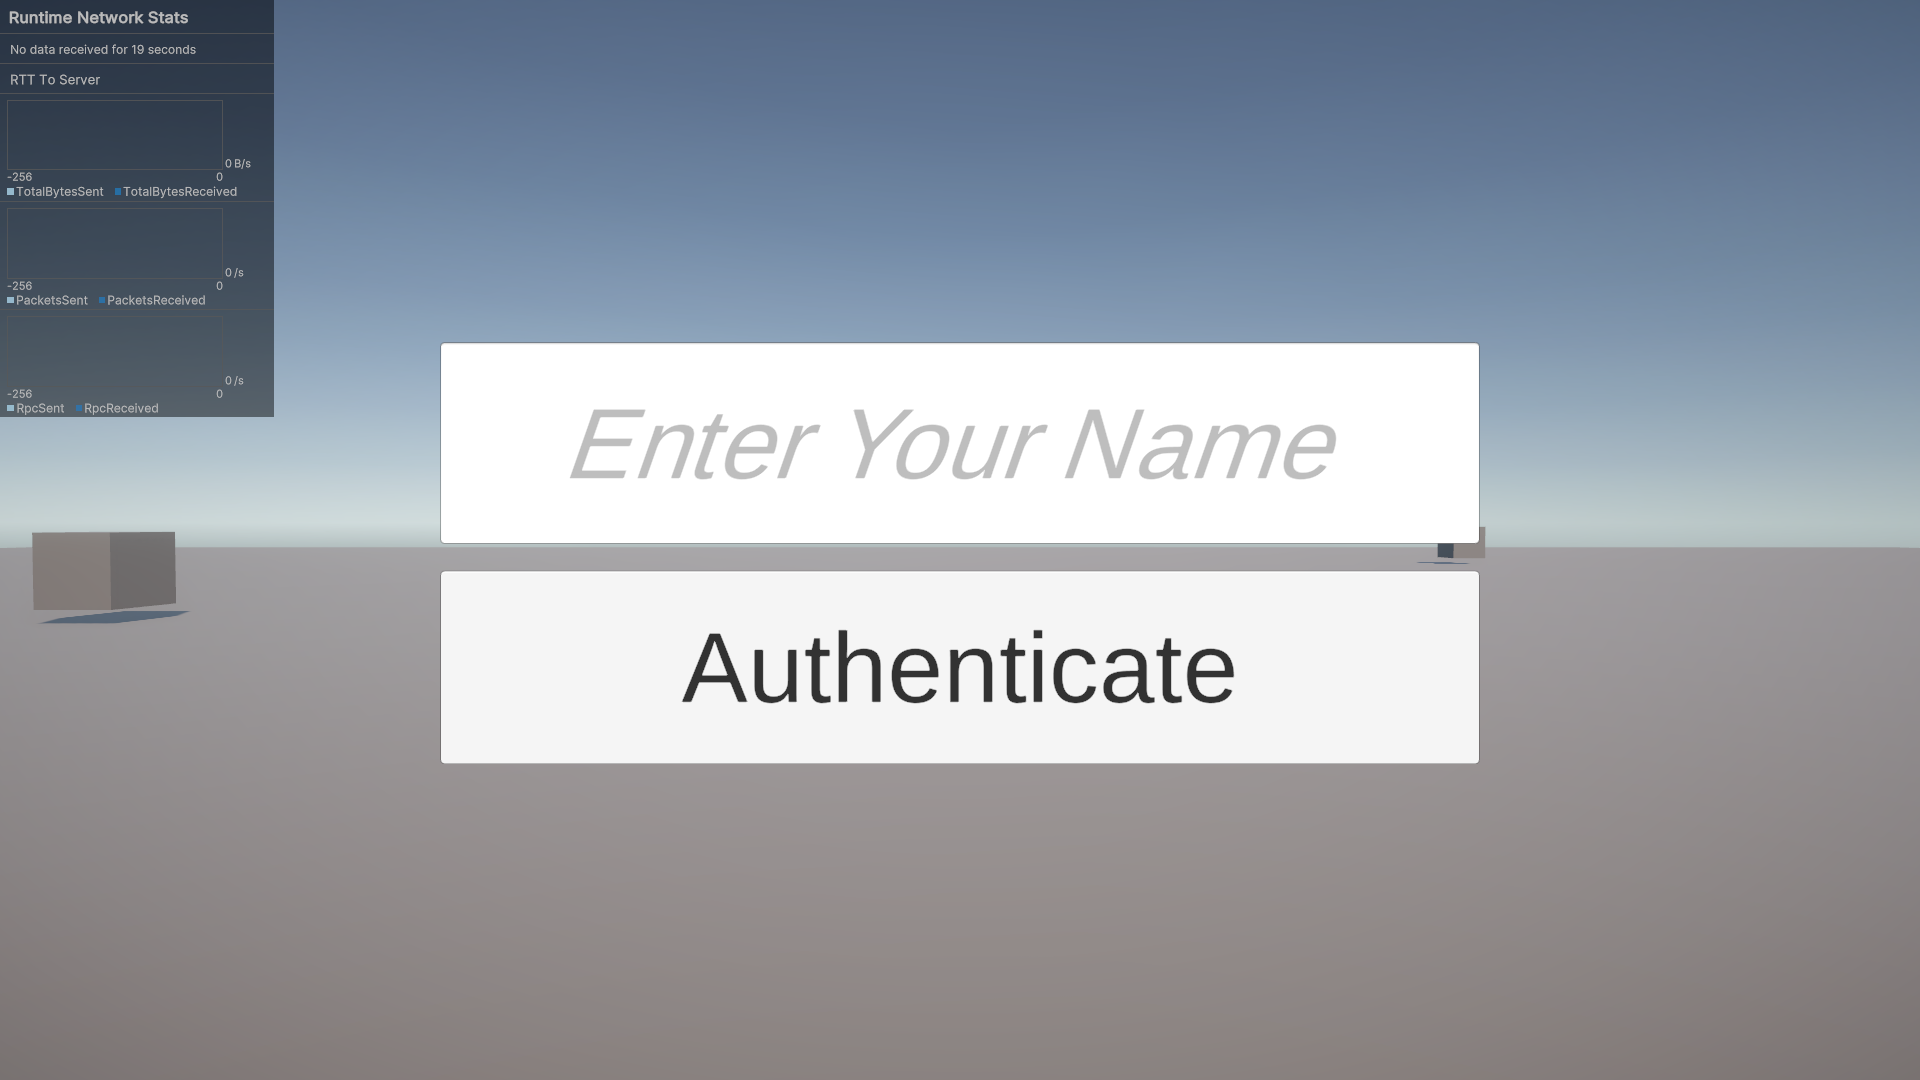 Runtime Network Stats
No data received for 19 seconds
RTT To Server
0 B/s
-256 0
TotalBytesSent TotalBytesReceived
0 /s
-256 0
PacketsSent PacketsReceived
0 /s
-256 0
RpcSent RpcReceived
Enter Your Name
Authenticate